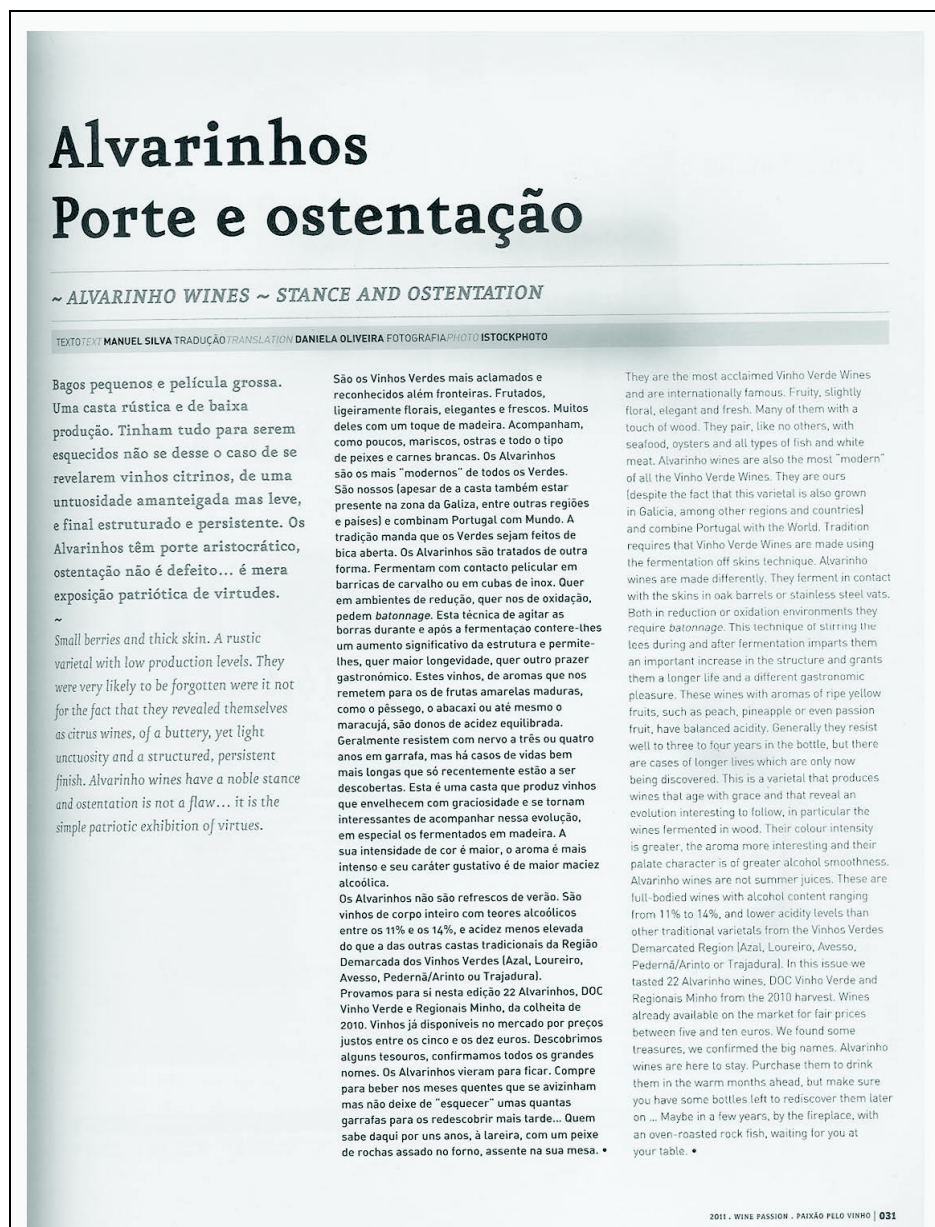 Alvarinhos
Porte e ostentação
~ ALVARINHO WINES ~ STANCE AND OSTENTATION
TEXTO TEXT MANUEL SILVA TRADUÇÃO TRANSLATION DANIELA OLIVEIRA FOTOGRAFIA PHOTO ISTOCKPHOTO
Bagos pequenos e película grossa.
Uma casta rústica e de baixa
produção. Tinham tudo para serem
esquecidos não se desse o caso de se
revelarem vinhos citrinos, de uma
untuosidade amanteigada mas leve,
e final estruturado e persistente. Os
Alvarinhos têm porte aristocrático,
ostentação não é defeito... é mera
exposição patriótica de virtudes.
~
Small berries and thick skin. A rustic
varietal with low production levels. They
were very likely to be forgotten were it not
for the fact that they revealed themselves
as citrus wines, of a buttery, yet light
unctuosity and a structured, persistent
finish. Alvarinho wines have a noble stance
and ostentation is not a flaw... it is the
simple patriotic exhibition of virtues.
São os Vinhos Verdes mais aclamados e
reconhecidos além fronteiras. Frutados,
ligeiramente florais, elegantes e frescos. Muitos
deles com um toque de madeira. Acompanham,
como poucos, mariscos, ostras e todo o tipo
de peixes e carnes brancas. Os Alvarinhos
são os mais "modernos" de todos os Verdes.
São nossos (apesar de a casta também estar
presente na zona da Galiza, entre outras regiões
e países) e combinam Portugal com Mundo. A
tradição manda que os Verdes sejam feitos de
bica aberta. Os Alvarinhos são tratados de outra
forma. Fermentam com contacto pelicular em
barricas de carvalho ou em cubas de inox. Quer
em ambientes de redução, quer nos de oxidação,
pedem batonnage. Esta técnica de agitar as
borras durante e após a fermentação confere-lhes
um aumento significativo da estrutura e permite-
lhes, quer maior longevidade, quer outro prazer
gastronómico. Estes vinhos, de aromas que nos
remetem para os de frutas amarelas maduras,
como o pêssego, o abacaxi ou até mesmo o
maracujá, são donos de acidez equilibrada.
Geralmente resistem com nervo a três ou quatro
anos em garrafa, mas há casos de vidas bem
mais longas que só recentemente estão a ser
descobertas. Esta é uma casta que produz vinhos
que envelhecem com graciosidade e se tornam
interessantes de acompanhar nessa evolução,
em especial os fermentados em madeira. A
sua intensidade de cor é maior, o aroma é mais
intenso e seu caráter gustativo é de maior maciez
alcoólica.
Os Alvarinhos não são refrescos de verão. São
vinhos de corpo inteiro com teores alcoólicos
entre os 11% e os 14%, e acidez menos elevada
do que a das outras castas tradicionais da Região
Demarcada dos Vinhos Verdes (Azal, Loureiro,
Avesso, Pedernã/Arinto ou Trajadura).
Provamos para si nesta edição 22 Alvarinhos, DOC
Vinho Verde e Regionais Minho, da colheita de
2010. Vinhos já disponíveis no mercado por preços
justos entre os cinco e os dez euros. Descobrimos
alguns tesouros, confirmamos todos os grandes
nomes. Os Alvarinhos vieram para ficar. Compre
para beber nos meses quentes que se avizinham
mas não deixe de "esquecer" umas quantas
garrafas para os redescobrir mais tarde... Quem
sabe daqui por uns anos, à lareira, com um peixe
de rochas assado no forno, assente na sua mesa. •
They are the most acclaimed Vinho Verde Wines
and are internationally famous. Fruity, slightly
floral, elegant and fresh. Many of them with a
touch of wood. They pair, like no others, with
seafood, oysters and all types of fish and white
meat. Alvarinho wines are also the most "modern"
of all the Vinho Verde Wines. They are ours
(despite the fact that this varietal is also grown
in Galicia, among other regions and countries)
and combine Portugal with the World. Tradition
requires that Vinho Verde Wines are made using
the fermentation off skins technique. Alvarinho
wines are made differently. They ferment in contact
with the skins in oak barrels or stainless steel vats.
Both in reduction or oxidation environments they
require batonnage. This technique of stirring the
lees during and after fermentation imparts them
an important increase in the structure and grants
them a longer life and a different gastronomic
pleasure. These wines with aromas of ripe yellow
fruits, such as peach, pineapple or even passion
fruit, have balanced acidity. Generally they resist
well to three to four years in the bottle, but there
are cases of longer lives which are only now
being discovered. This is a varietal that produces
wines that age with grace and that reveal an
evolution interesting to follow, in particular the
wines fermented in wood. Their colour intensity
is greater, the aroma more interesting and their
palate character is of greater alcohol smoothness.
Alvarinho wines are not summer juices. These are
full-bodied wines with alcohol content ranging
from 11% to 14%, and lower acidity levels than
other traditional varietals from the Vinhos Verdes
Demarcated Region (Azal, Loureiro, Avesso,
Pedernã/Arinto or Trajadura). In this issue we
tasted 22 Alvarinho wines, DOC Vinho Verde and
Regionais Minho from the 2010 harvest. Wines
already available on the market for fair prices
between five and ten euros. We found some
treasures, we confirmed the big names. Alvarinho
wines are here to stay. Purchase them to drink
them in the warm months ahead, but make sure
you have some bottles left to rediscover them later
on ... Maybe in a few years, by the fireplace, with
an oven-roasted rock fish, waiting for you at
your table. •
2011 . WINE PASSION . PAIXÃO PELO VINHO | 031